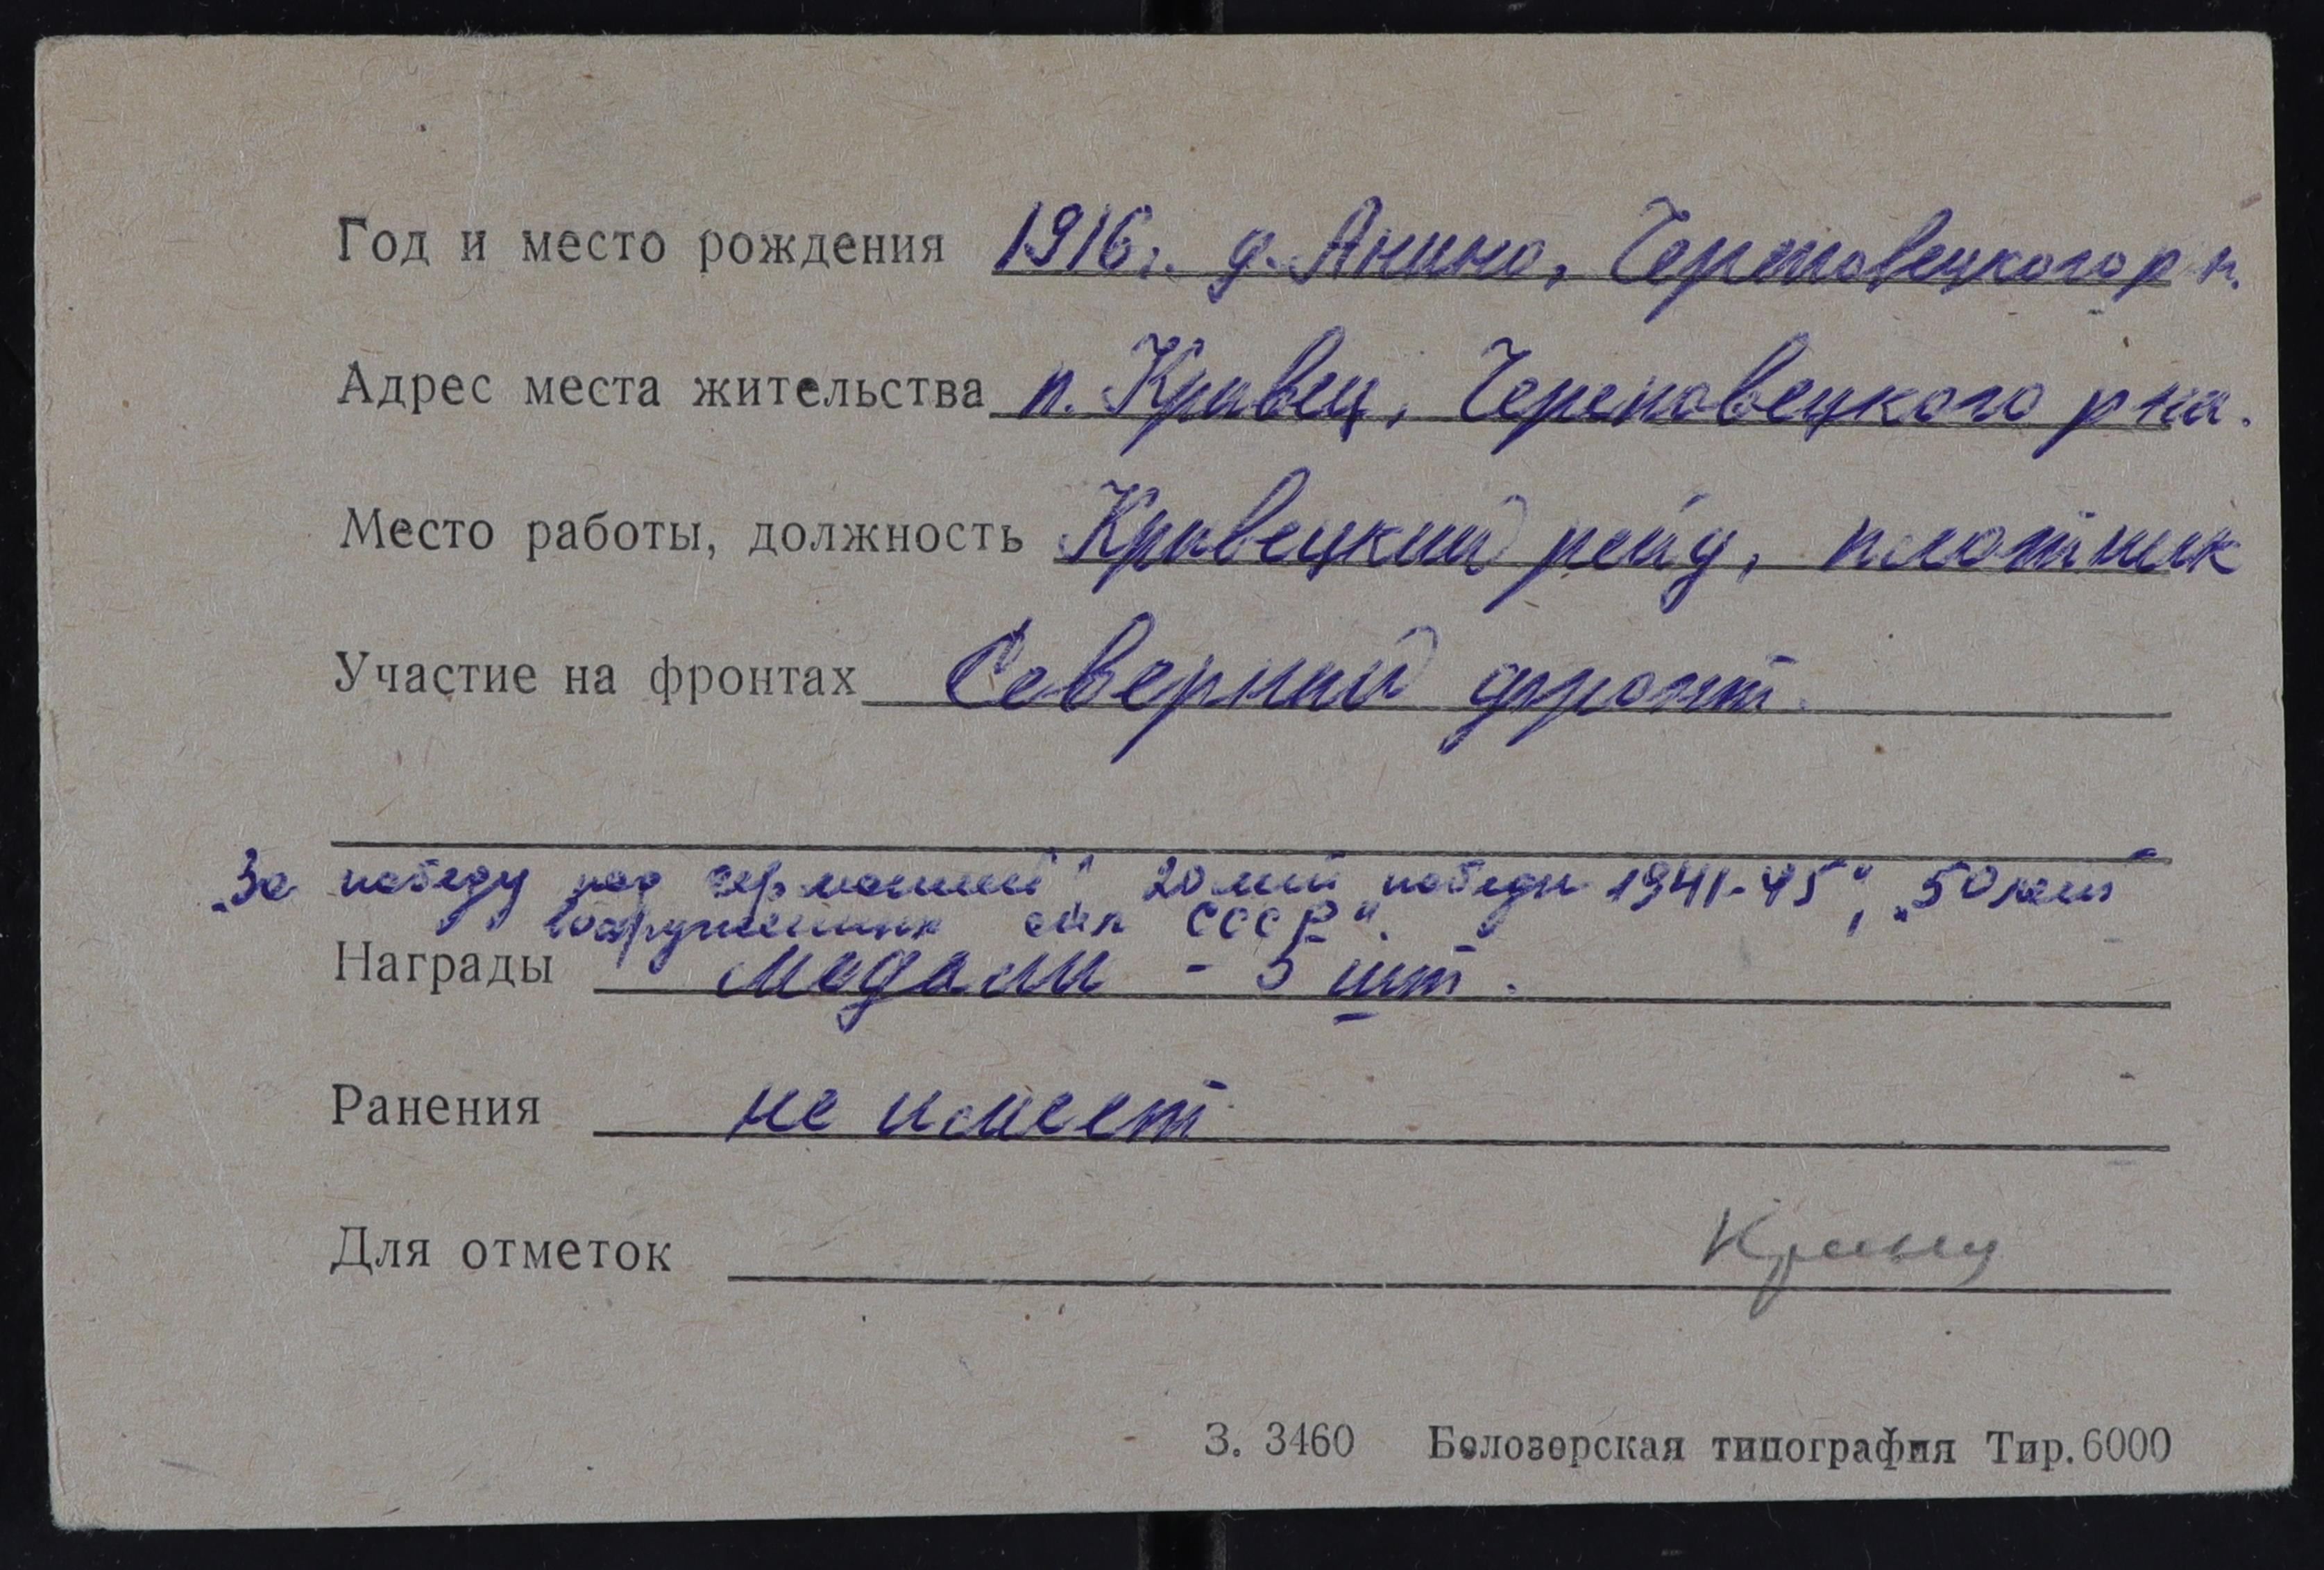 Год и место рождения 1916г. д. Анино, Череповецкого р н.
Адрес места жительства п. Кривец, Череповецкого р на.
Место работы, должность Кривецкий рейд, плотник
Участие на фронтах Северный фронт.
„За победу над германией" 20 лет победы 1941-45", „50 лет
вооруженных сил СССР".
Награды медали - 5 шт.
Ранения не имеет
Для отметок
З. 3460 Белозерская типография Тир. 6000